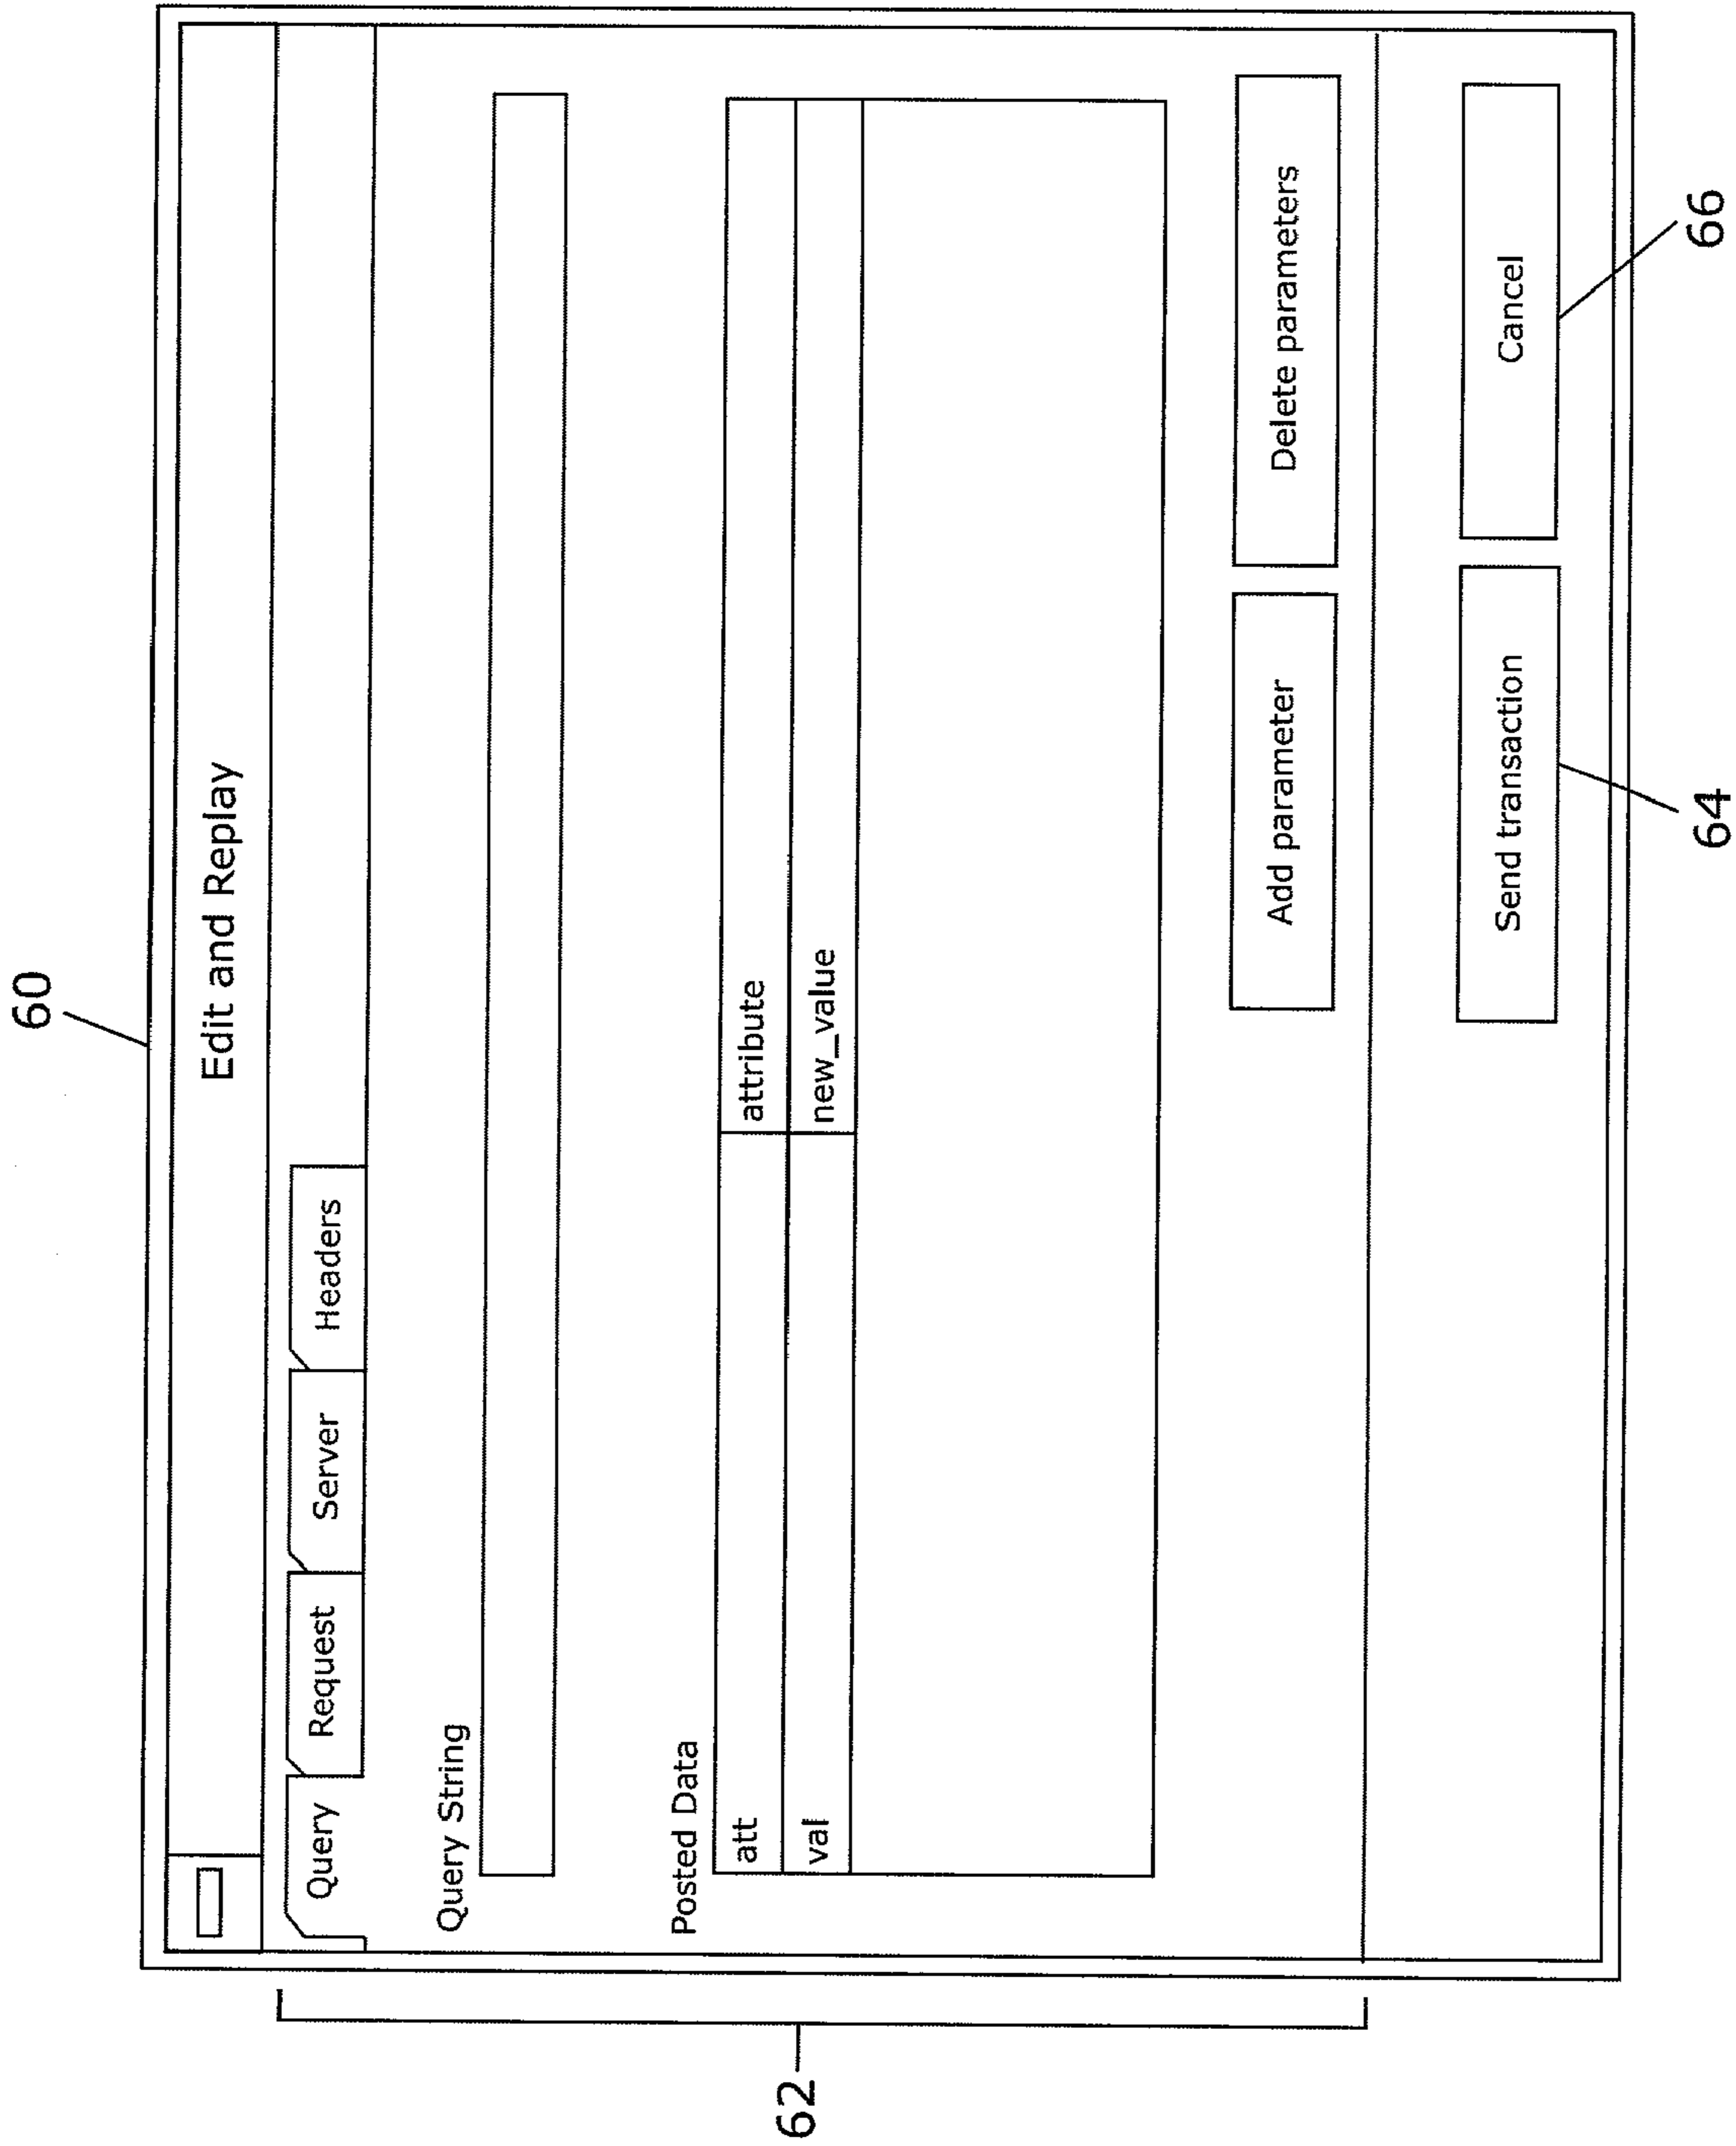 60
Edit and Replay
Query Request Server Headers
Query String
Posted Data
att attribute
val new_value
Add parameter Delete parameters
Send transaction Cancel
62
64
66